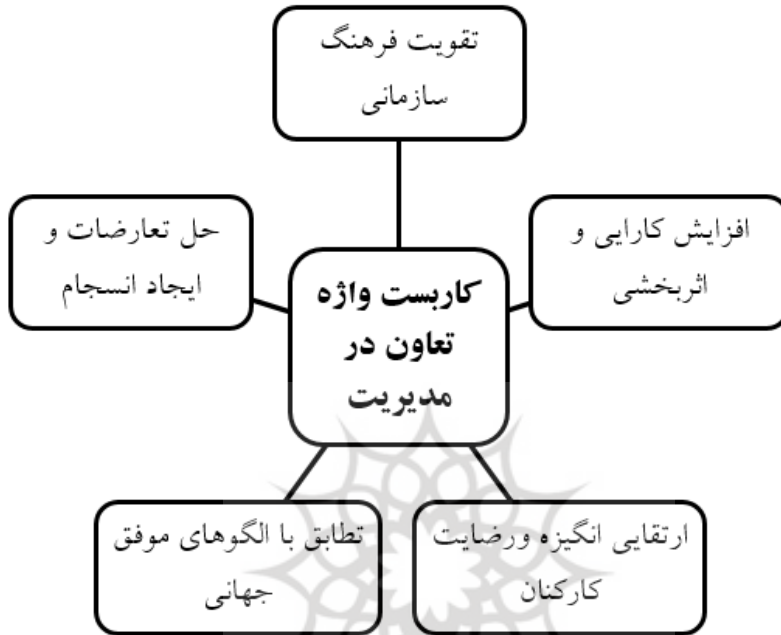 تقویت فرهنگ
سازمانی
افزایش کارایی و
اثربخشی
حل تعارضات و
ایجاد انسجام
کاربست واژه
تعاون در
مدیریت
ارتقایی انگیزه ورضایت
کارکنان
تطابق با الگوهای موفق
جهانی